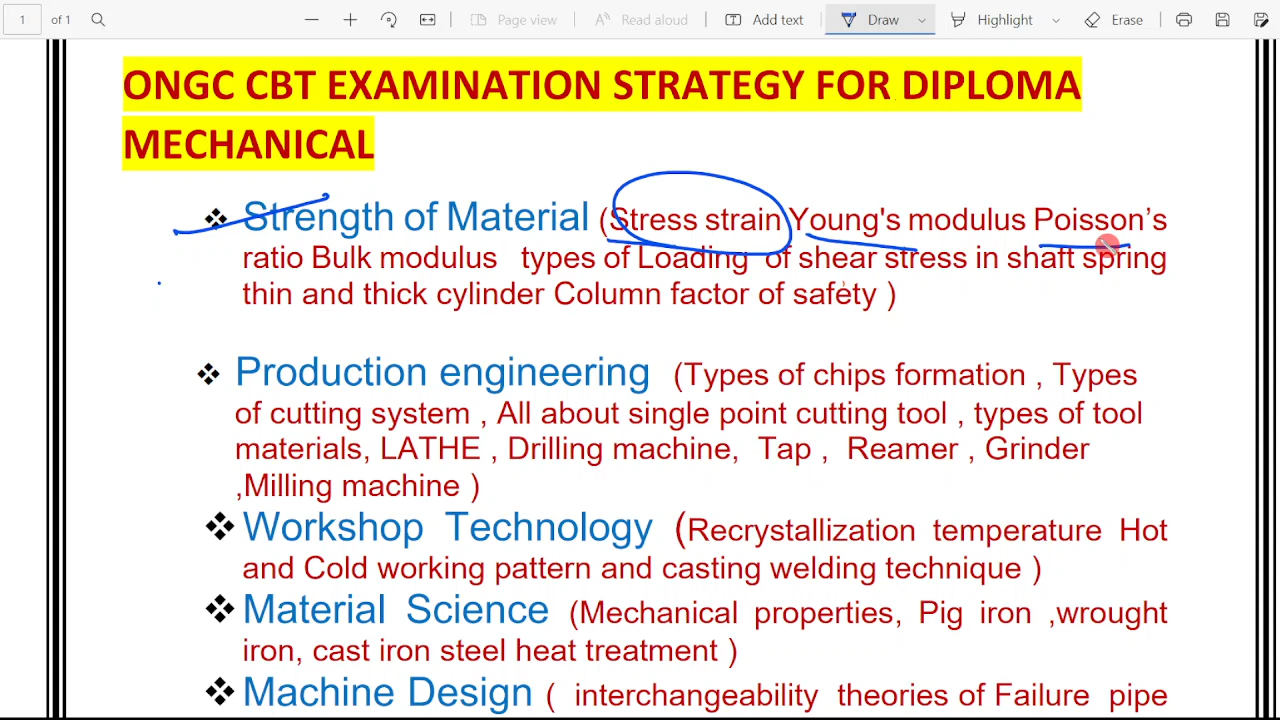 1 of 1 Page view Read aloud Add text Draw Highlight Erase
ONGC CBT EXAMINATION STRATEGY FOR DIPLOMA
MECHANICAL
❖ Strength of Material (Stress strain Young's modulus Poisson’s
ratio Bulk modulus types of Loading of shear stress in shaft spring
thin and thick cylinder Column factor of safety )
❖ Production engineering (Types of chips formation , Types
of cutting system , All about single point cutting tool , types of tool
materials, LATHE , Drilling machine, Tap , Reamer , Grinder
,Milling machine )
❖ Workshop Technology (Recrystallization temperature Hot
and Cold working pattern and casting welding technique )
❖ Material Science (Mechanical properties, Pig iron ,wrought
iron, cast iron steel heat treatment )
❖ Machine Design ( interchangeability theories of Failure pipe